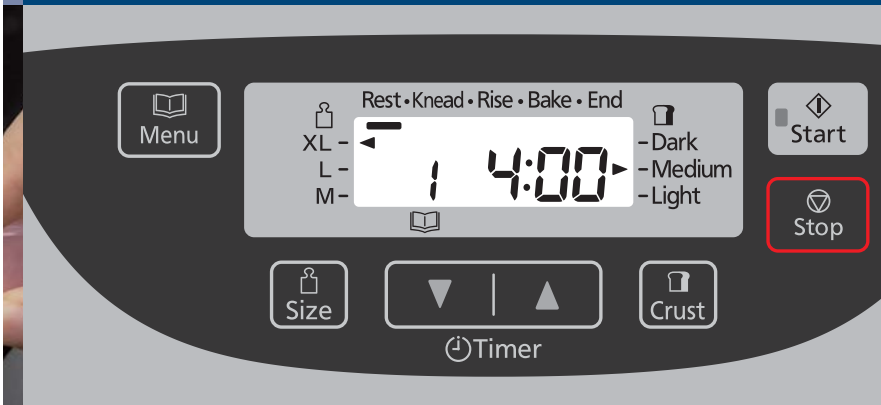 Menu
Rest • Knead • Rise • Bake • End
XL – – Dark
L – 1 4:00 – Medium
M – – Light
Start
Stop
Size
Timer
Crust